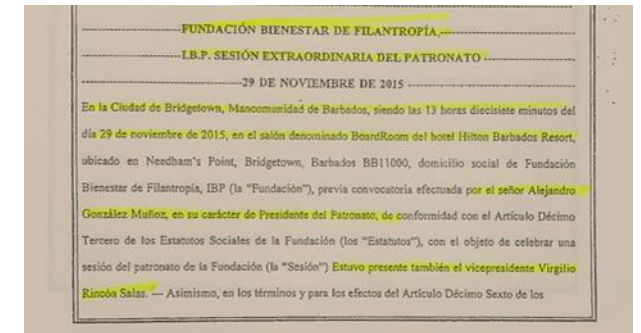 ---FUNDACIÓN BIENESTAR DE FILANTROPÍA,---
---I.B.P. SESIÓN EXTRAORDINARIA DEL PATRONATO ---
---29 DE NOVIEMBRE DE 2015 ---
En la Ciudad de Bridgetown, Mancomunidad de Barbados, siendo las 13 horas diecisiete minutos del
día 29 de noviembre de 2015, en el salón denominado BoardRoom del hotel Hilton Barbados Resort,
ubicado en Needham's Point, Bridgetown, Barbados BB11000, domicilio social de Fundación
Bienestar de Filantropía, IBP (la "Fundación"), previa convocatoria efectuada por el señor Alejandro
González Muñoz, en su carácter de Presidente del Patronato, de conformidad con el Artículo Décimo
Tercero de los Estatutos Sociales de la Fundación (los "Estatutos"), con el objeto de celebrar una
sesión del patronato de la Fundación (la "Sesión") Estuvo presente también el vicepresidente Virgilio
Rincón Salas. — Asimismo, en los términos y para los efectos del Artículo Décimo Sexto de los